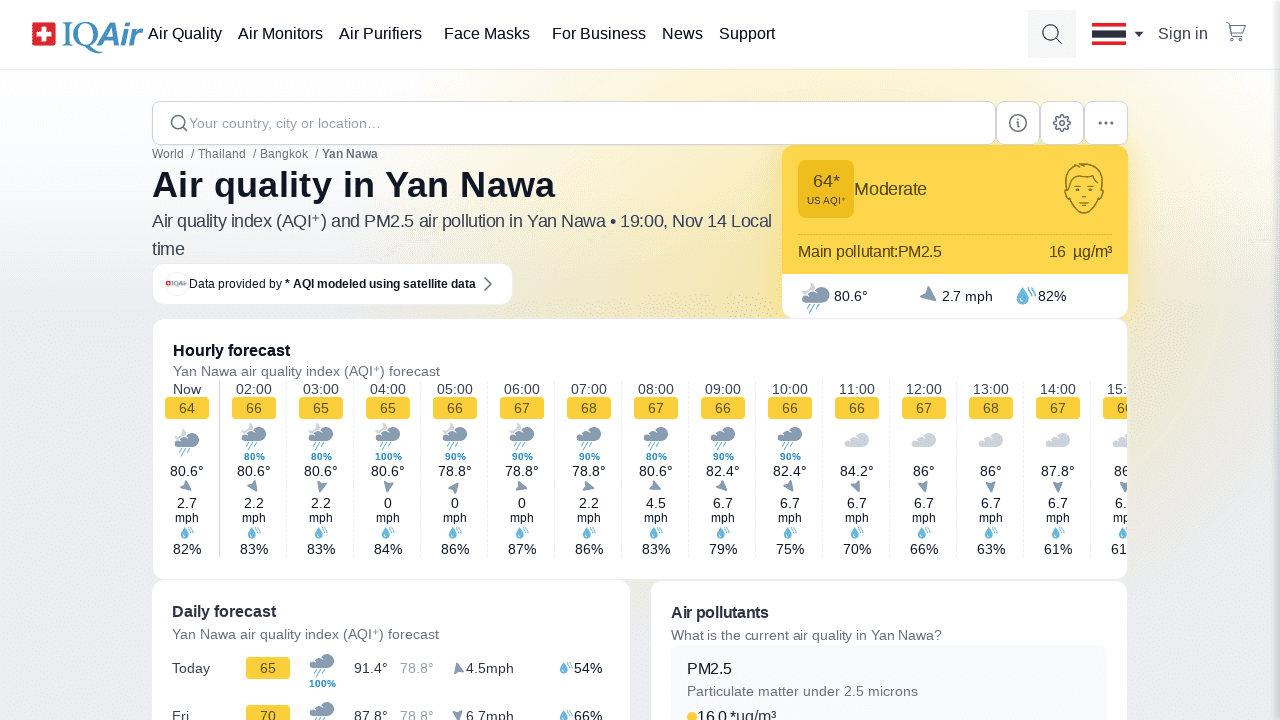 IQAir
Air Quality Air Monitors Air Purifiers Face Masks For Business News Support Sign in
Your country, city or location…
World / Thailand / Bangkok / Yan Nawa
Air quality in Yan Nawa
Air quality index (AQI⁺) and PM2.5 air pollution in Yan Nawa • 19:00, Nov 14 Local
time
IQAir Data provided by * AQI modeled using satellite data
64*
US AQI⁺
Moderate
Main pollutant:PM2.5 16 µg/m³
80.6° 2.7 mph 82%
Hourly forecast
Yan Nawa air quality index (AQI⁺) forecast
Now 02:00 03:00 04:00 05:00 06:00 07:00 08:00 09:00 10:00 11:00 12:00 13:00 14:00
64 66 65 65 66 67 68 67 66 66 66 67 68 67
80% 80% 100% 90% 90% 90% 80% 90% 90%
80.6° 80.6° 80.6° 80.6° 78.8° 78.8° 78.8° 80.6° 82.4° 82.4° 84.2° 86° 86° 87.8°
2.7 2.2 2.2 0 0 0 2.2 4.5 6.7 6.7 6.7 6.7 6.7 6.7
mph mph mph mph mph mph mph mph mph mph mph mph mph mph
82% 83% 83% 84% 86% 87% 86% 83% 79% 75% 70% 66% 63% 61%
Daily forecast
Yan Nawa air quality index (AQI⁺) forecast
Today 65 100% 91.4° 78.8° 4.5mph 54%
Fri 70 87.8° 78.8° 6.7mph 66%
Air pollutants
What is the current air quality in Yan Nawa?
PM2.5
Particulate matter under 2.5 microns
16.0 *µg/m³